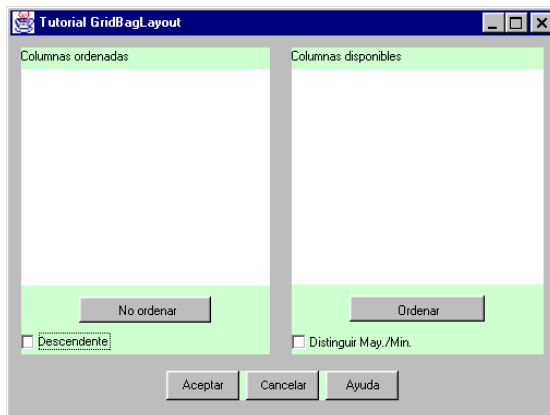 Tutorial GridBagLayout
Columnas ordenadas
Columnas disponibles
No ordenar
Ordenar
Descendente
Distinguir May./Min.
Aceptar
Cancelar
Ayuda